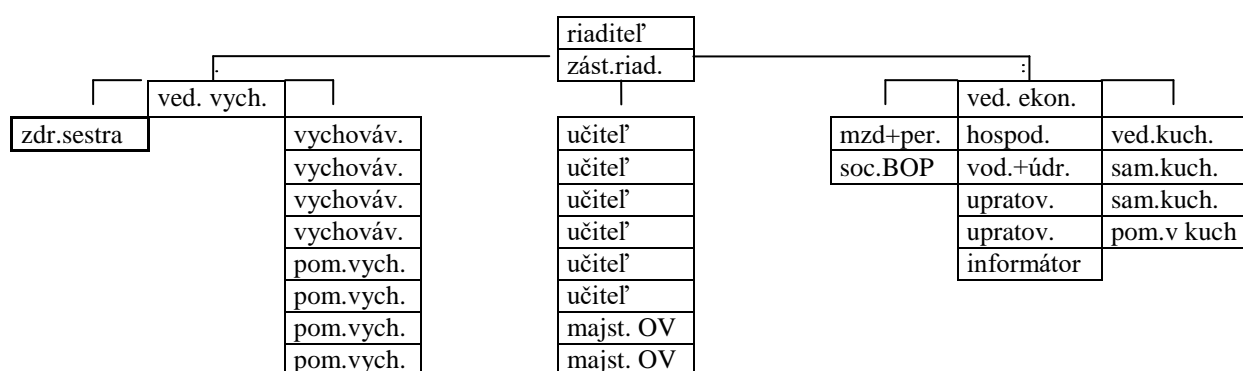 riaditeľ
zást.riad.
ved. vych. ved. ekon.
zdr.sestra vychováv. učiteľ mzd+per. hospod. ved.kuch.
vychováv. učiteľ soc.BOP vod.+údr. sam.kuch.
vychováv. učiteľ upratov. sam.kuch.
vychováv. učiteľ upratov. pom.v kuch
pom.vych. učiteľ informátor
pom.vych. učiteľ
pom.vych. majst. OV
pom.vych. majst. OV